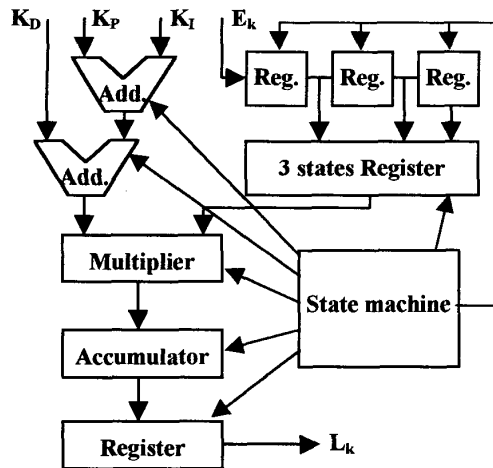 K_D K_P K_I E_k
Reg. Reg. Reg.
Add.
Add.
3 states Register
Multiplier
State machine
Accumulator
Register
L_k